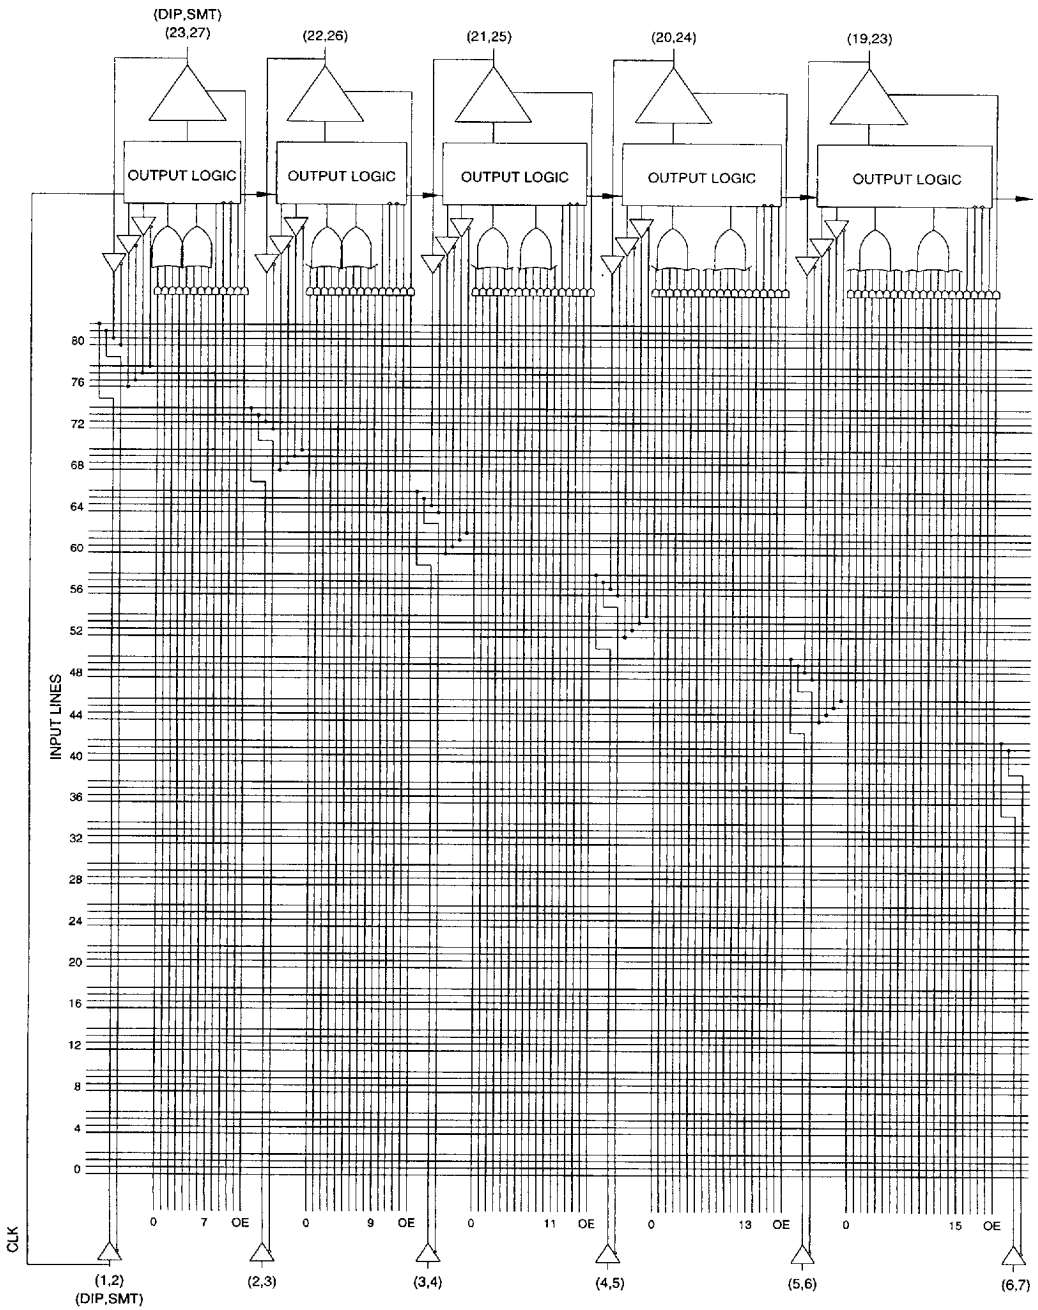 (DIP,SMT)
(23,27)
(22,26)
(21,25)
(20,24)
(19,23)
OUTPUT LOGIC
OUTPUT LOGIC
OUTPUT LOGIC
OUTPUT LOGIC
OUTPUT LOGIC
80
76
72
68
64
60
56
52
48
44
40
36
32
28
24
20
16
12
8
4
0
INPUT LINES
0 7 OE
0 9 OE
0 11 OE
0 13 OE
0 15 OE
CLK
(1,2)
(DIP,SMT)
(2,3)
(3,4)
(4,5)
(5,6)
(6,7)